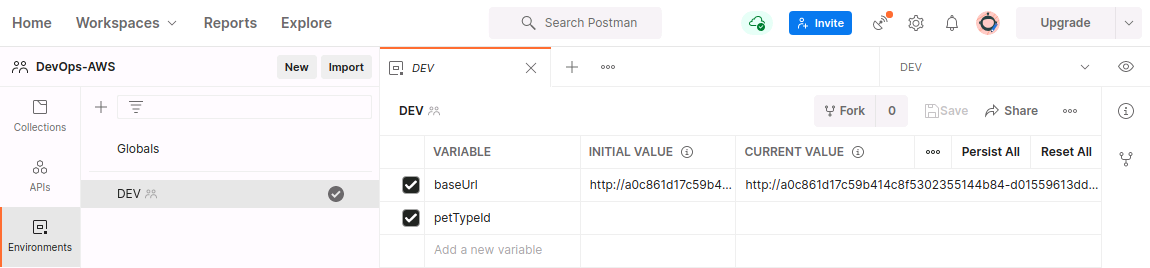 Home Workspaces Reports Explore Search Postman Invite Upgrade
DevOps-AWS New Import DEV DEV
DEV Fork 0 Save Share
Collections
Globals
VARIABLE INITIAL VALUE CURRENT VALUE Persist All Reset All
APIs
DEV
baseUrl http://a0c861d17c59b4... http://a0c861d17c59b414c8f5302355144b84-d01559613dd...
petTypeId
Environments
Add a new variable